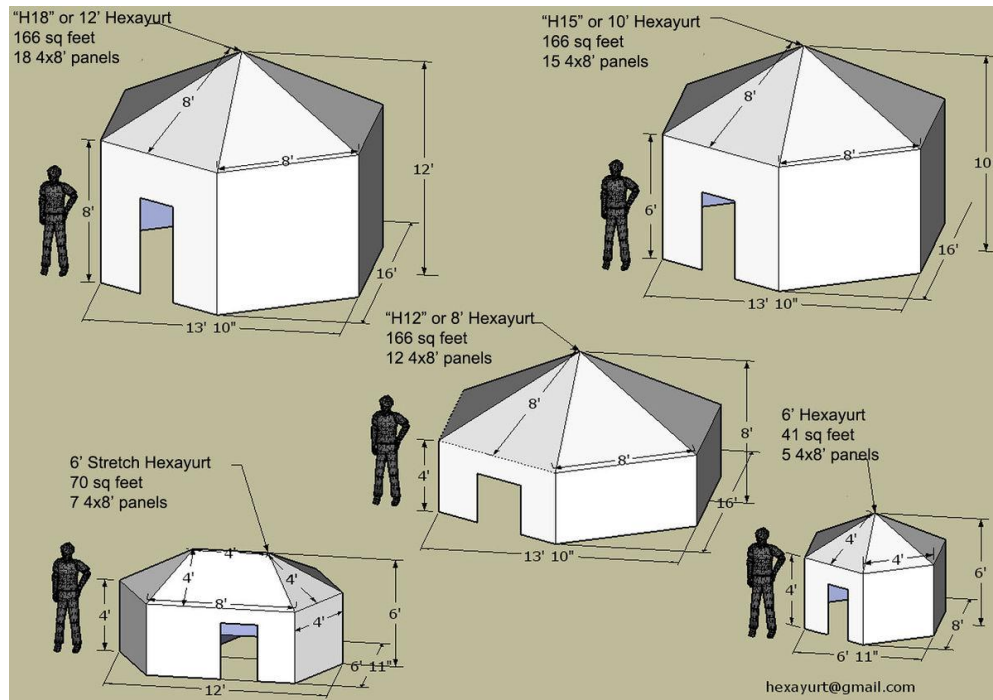 “H18” or 12’ Hexayurt
166 sq feet
18 4x8’ panels
8'
8'
8'
12'
16'
13' 10"
“H15” or 10’ Hexayurt
166 sq feet
15 4x8’ panels
8'
8'
6'
10
16'
13' 10"
“H12” or 8’ Hexayurt
166 sq feet
12 4x8’ panels
8'
8'
4'
8'
16'
13' 10"
6’ Stretch Hexayurt
70 sq feet
7 4x8’ panels
4'
4'
4'
8'
4'
4'
6'
6' 11"
12'
6’ Hexayurt
41 sq feet
5 4x8’ panels
4'
4'
4'
6'
8'
6' 11"
hexayurt@gmail.com